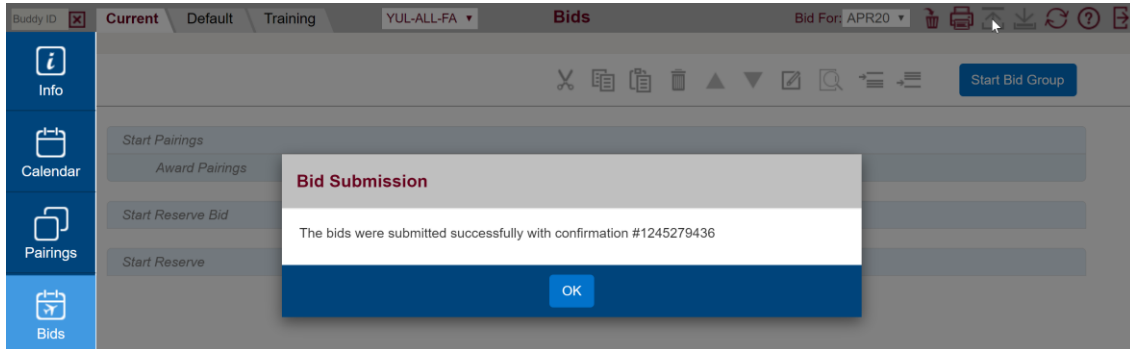 Buddy ID Current Default Training YUL-ALL-FA Bids Bid For: APR20
Info
Start Bid Group
Calendar
Start Pairings
Award Pairings
Bid Submission
The bids were submitted successfully with confirmation #1245279436
OK
Pairings
Start Reserve Bid
Start Reserve
Bids